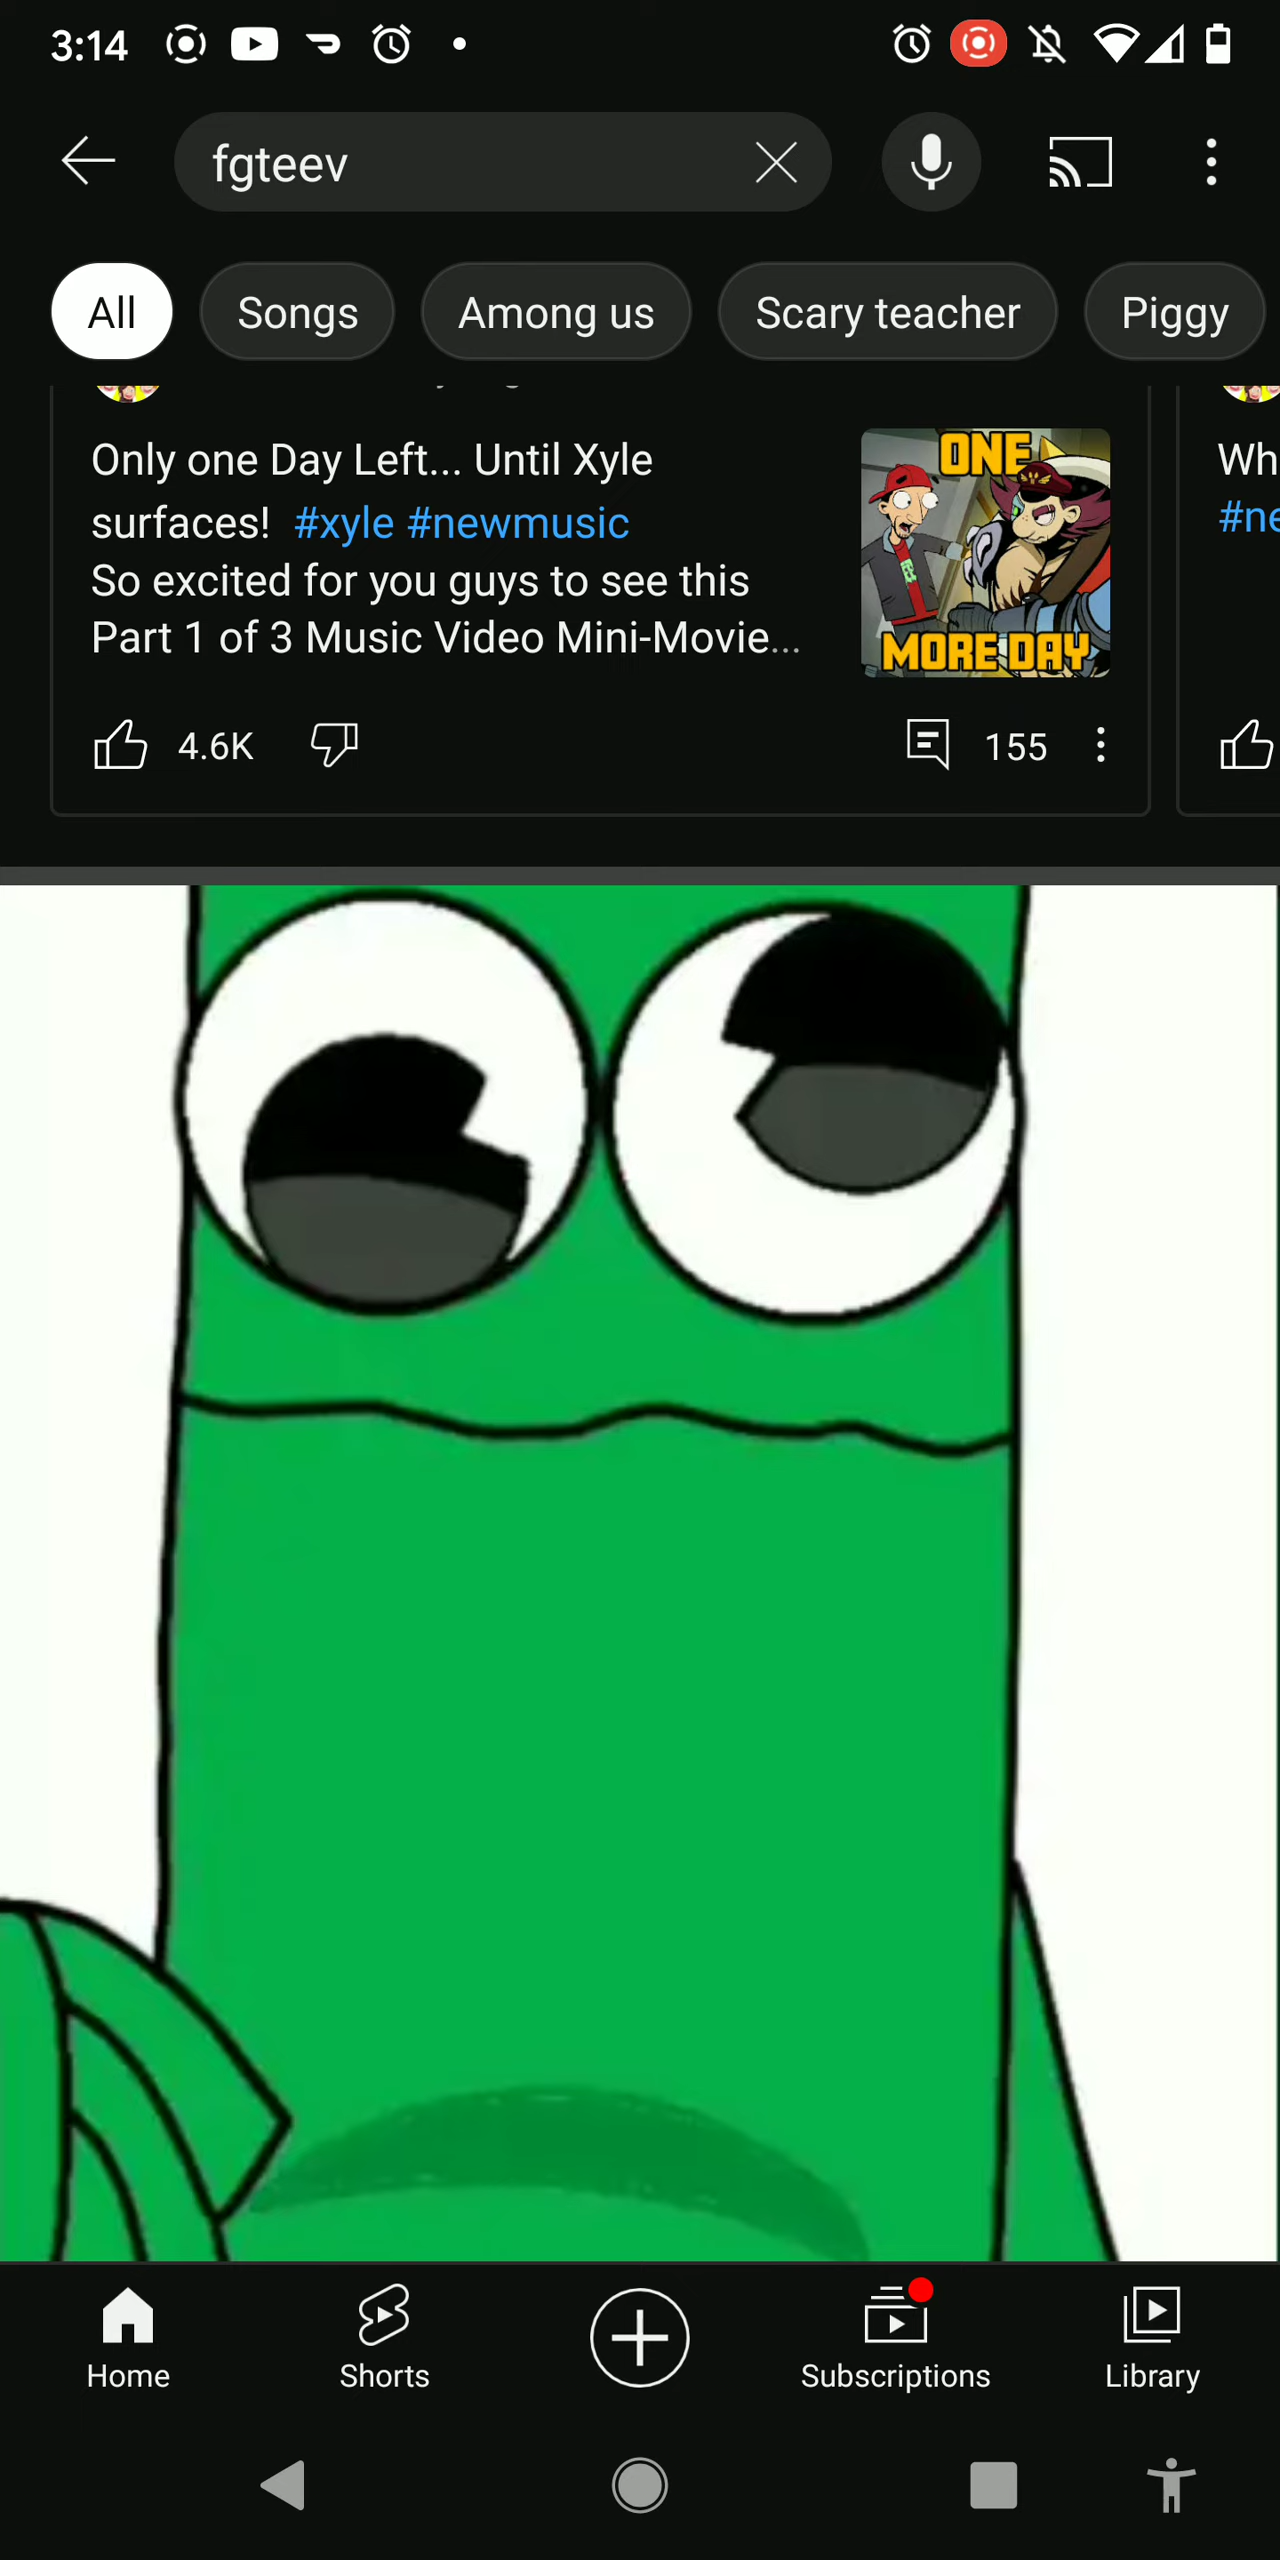 3:14
fgteev
All Songs Among us Scary teacher Piggy
Only one Day Left... Until Xyle
surfaces! #xyle #newmusic
So excited for you guys to see this
Part 1 of 3 Music Video Mini-Movie...
ONE
MORE DAY
Wh
#ne
4.6K 155
Home Shorts Subscriptions Library